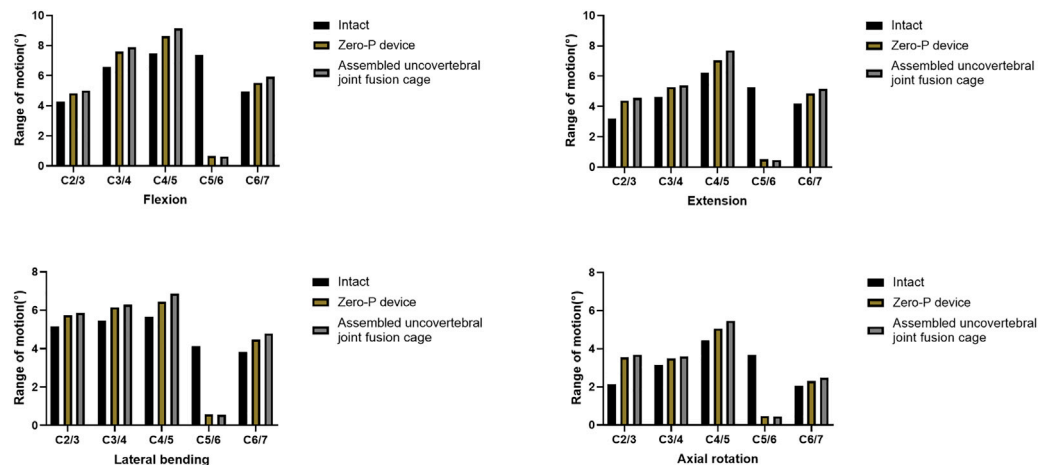 Range of motion(°)
10
8
6
4
2
0
C2/3 C3/4 C4/5 C5/6 C6/7
Flexion
Intact
Zero-P device
Assembled uncovertebral
joint fusion cage
Range of motion(°)
10
8
6
4
2
0
C2/3 C3/4 C4/5 C5/6 C6/7
Extension
Intact
Zero-P device
Assembled uncovertebral
joint fusion cage
Range of motion(°)
8
6
4
2
0
C2/3 C3/4 C4/5 C5/6 C6/7
Lateral bending
Intact
Zero-P device
Assembled uncovertebral
joint fusion cage
Range of motion(°)
8
6
4
2
0
C2/3 C3/4 C4/5 C5/6 C6/7
Axial rotation
Intact
Zero-P device
Assembled uncovertebral
joint fusion cage